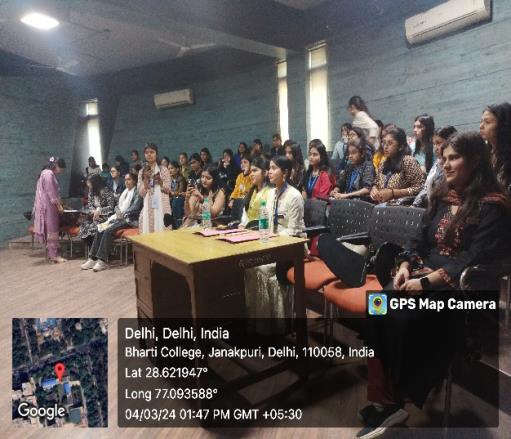 GPS Map Camera
Google
Delhi, Delhi, India
Bharti College, Janakpuri, Delhi, 110058, India
Lat 28.621947°
Long 77.093588°
04/03/24 01:47 PM GMT +05:30